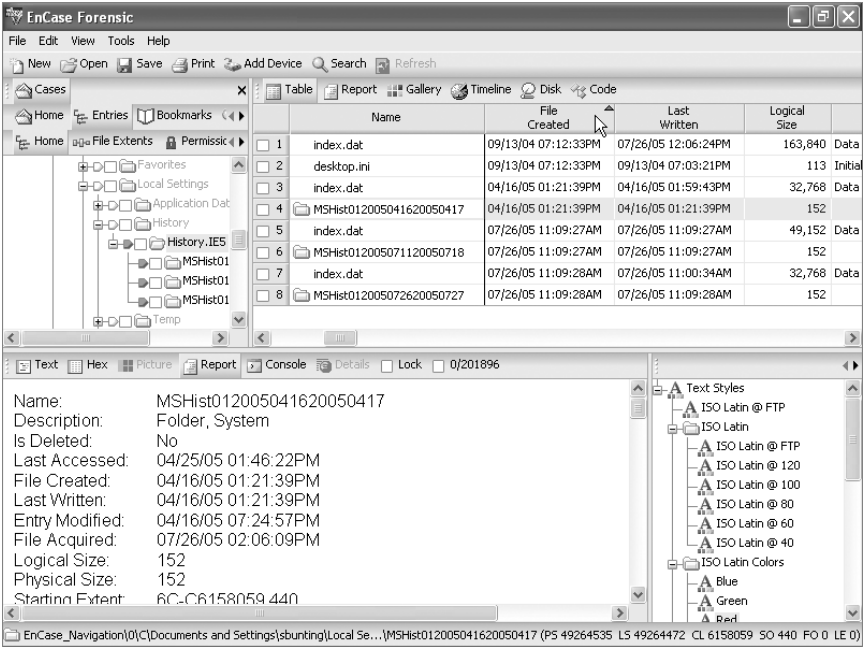 EnCase Forensic
File Edit View Tools Help
New Open Save Print Add Device Search Refresh
Cases
Table Report Gallery Timeline Disk Code
Home Entries Bookmarks
Home File Extents Permissic
Favorites
Local Settings
Application Dat
History
History.IE5
MSHist01
MSHist01
MSHist01
Temp
Name File Created Last Written Logical Size
1 index.dat 09/13/04 07:12:33PM 07/26/05 12:06:24PM 163,840 Data
2 desktop.ini 09/13/04 07:12:33PM 09/13/04 07:03:21PM 113 Initial
3 index.dat 04/16/05 01:21:39PM 04/16/05 01:59:43PM 32,768 Data
4 MSHist012005041620050417 04/16/05 01:21:39PM 04/16/05 01:21:39PM 152
5 index.dat 07/26/05 11:09:27AM 07/26/05 11:09:27AM 49,152 Data
6 MSHist012005071120050718 07/26/05 11:09:27AM 07/26/05 11:09:27AM 152
7 index.dat 07/26/05 11:09:28AM 07/26/05 11:00:34AM 32,768 Data
8 MSHist012005072620050727 07/26/05 11:09:28AM 07/26/05 11:09:28AM 152
Text Hex Picture Report Console Details Lock 0/201896
Name: MSHist012005041620050417
Description: Folder, System
Is Deleted: No
Last Accessed: 04/25/05 01:46:22PM
File Created: 04/16/05 01:21:39PM
Last Written: 04/16/05 01:21:39PM
Entry Modified: 04/16/05 07:24:57PM
File Acquired: 07/26/05 02:06:09PM
Logical Size: 152
Physical Size: 152
Starting Extent: 6C-C6158059,440
Text Styles
ISO Latin @ FTP
ISO Latin
ISO Latin @ FTP
ISO Latin @ 120
ISO Latin @ 100
ISO Latin @ 80
ISO Latin @ 60
ISO Latin @ 40
ISO Latin Colors
Blue
Green
Red
EnCase_Navigation\0\C\Documents and Settings\sbunting\Local Se...\MSHist012005041620050417 (PS 49264535 LS 49264472 CL 6158059 SO 440 FO 0 LE 0)